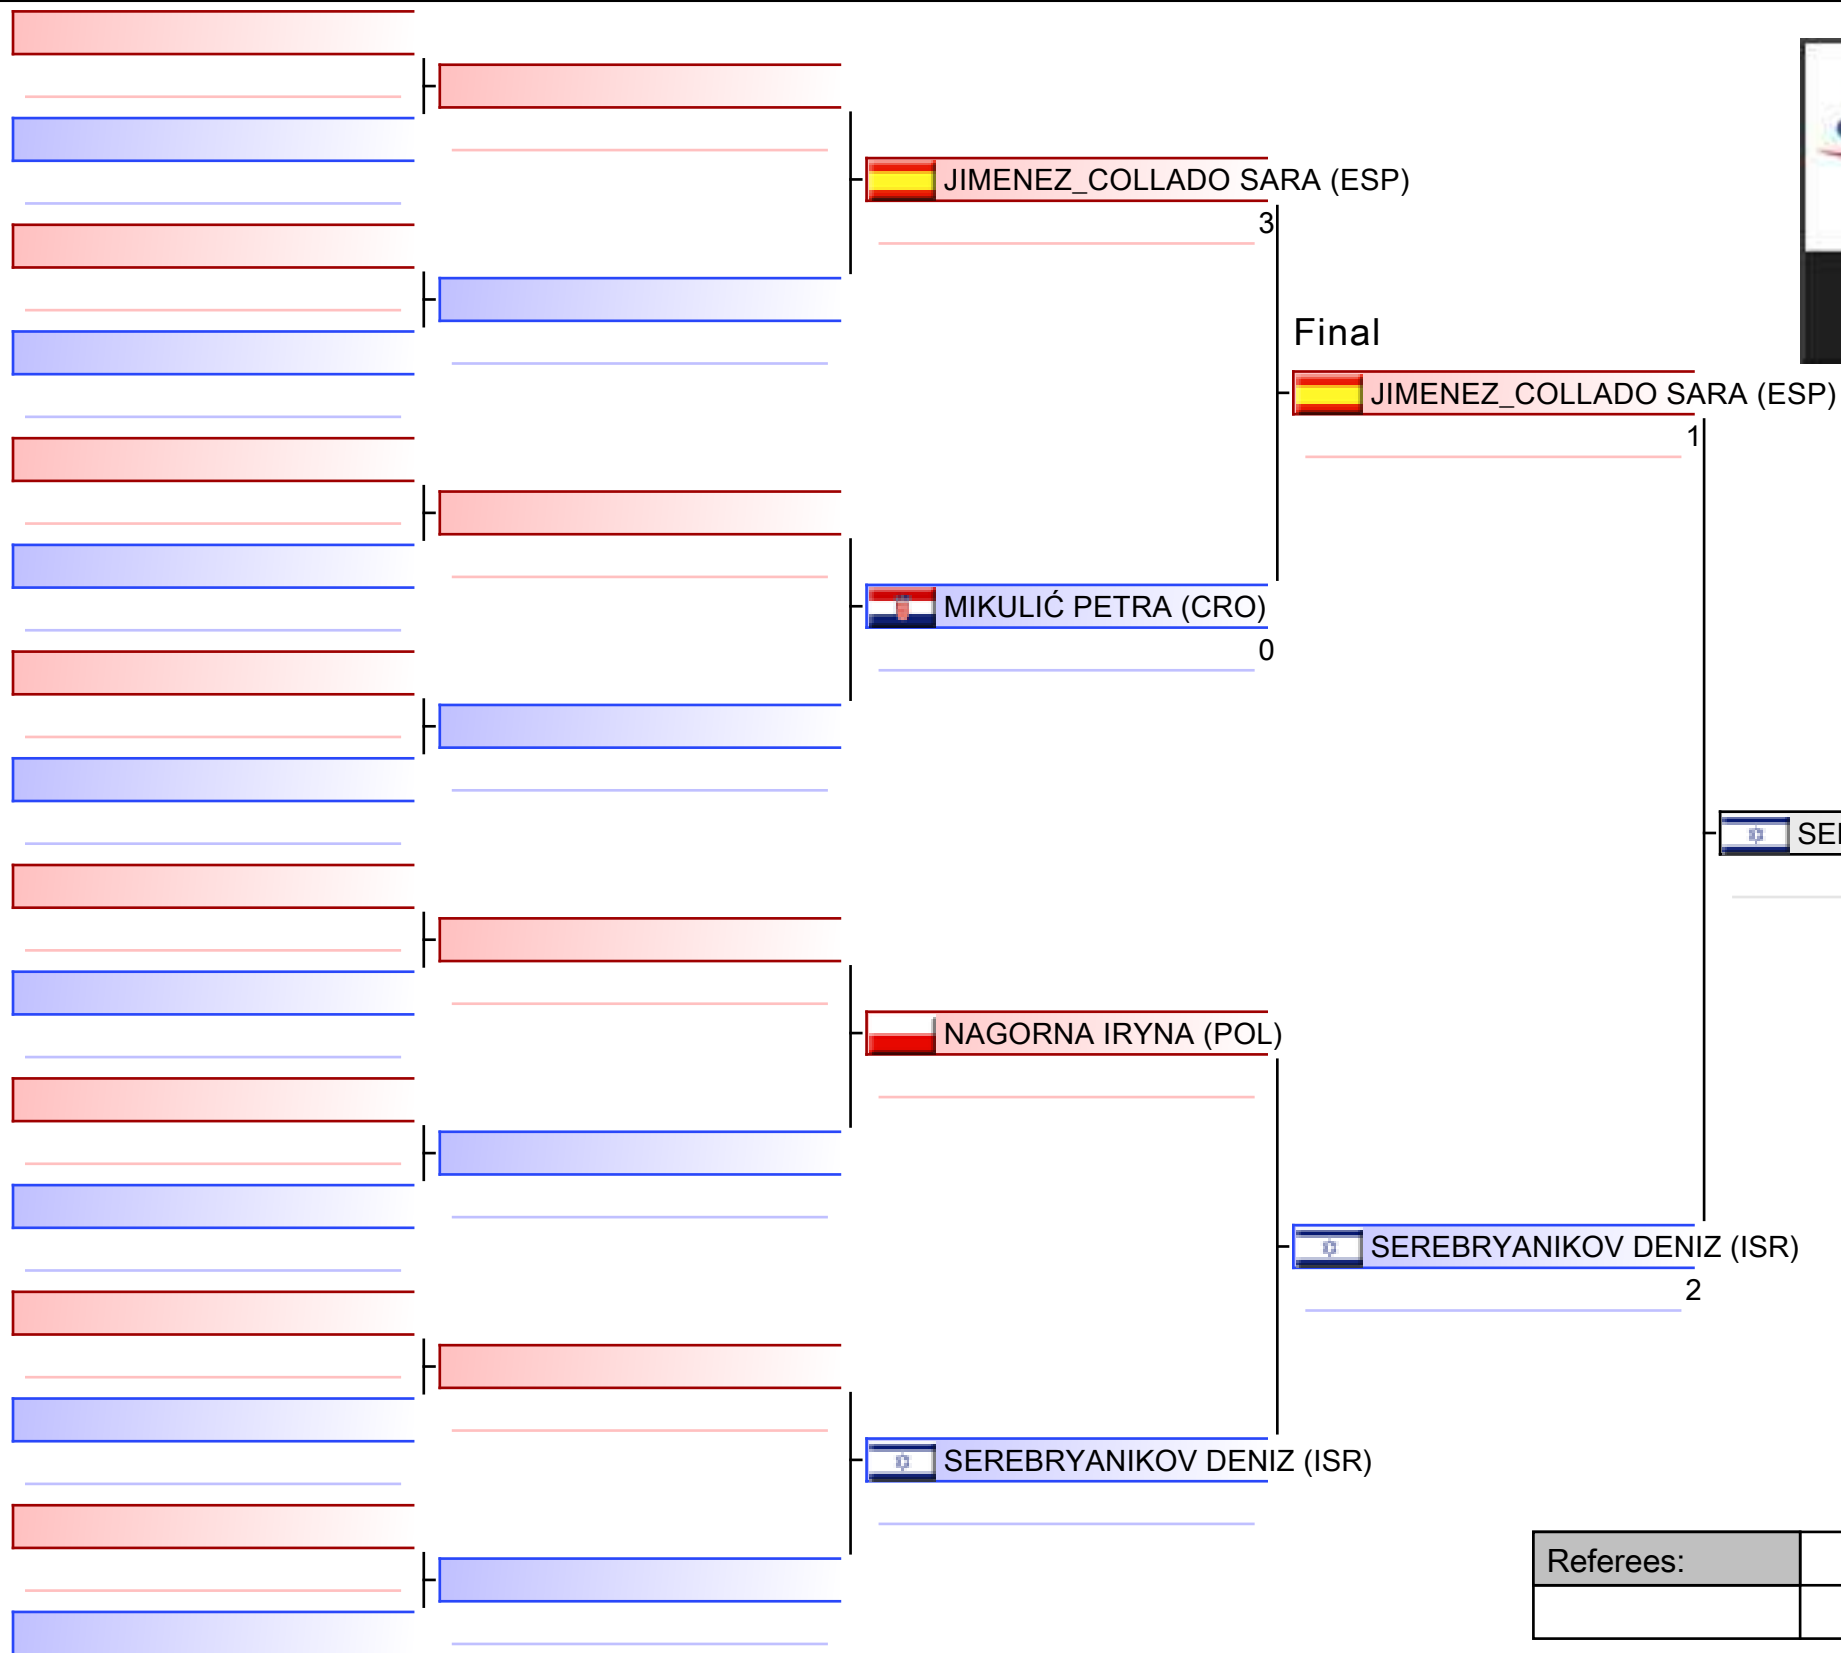 JIMENEZ_COLLADO SARA (ESP)
3
Final
JIMENEZ_COLLADO SARA (ESP)
1
MIKULIĆ PETRA (CRO)
0
NAGORNA IRYNA (POL)
SEREBRYANIKOV DENIZ (ISR)
2
SEREBRYANIKOV DENIZ (ISR)
Referees: